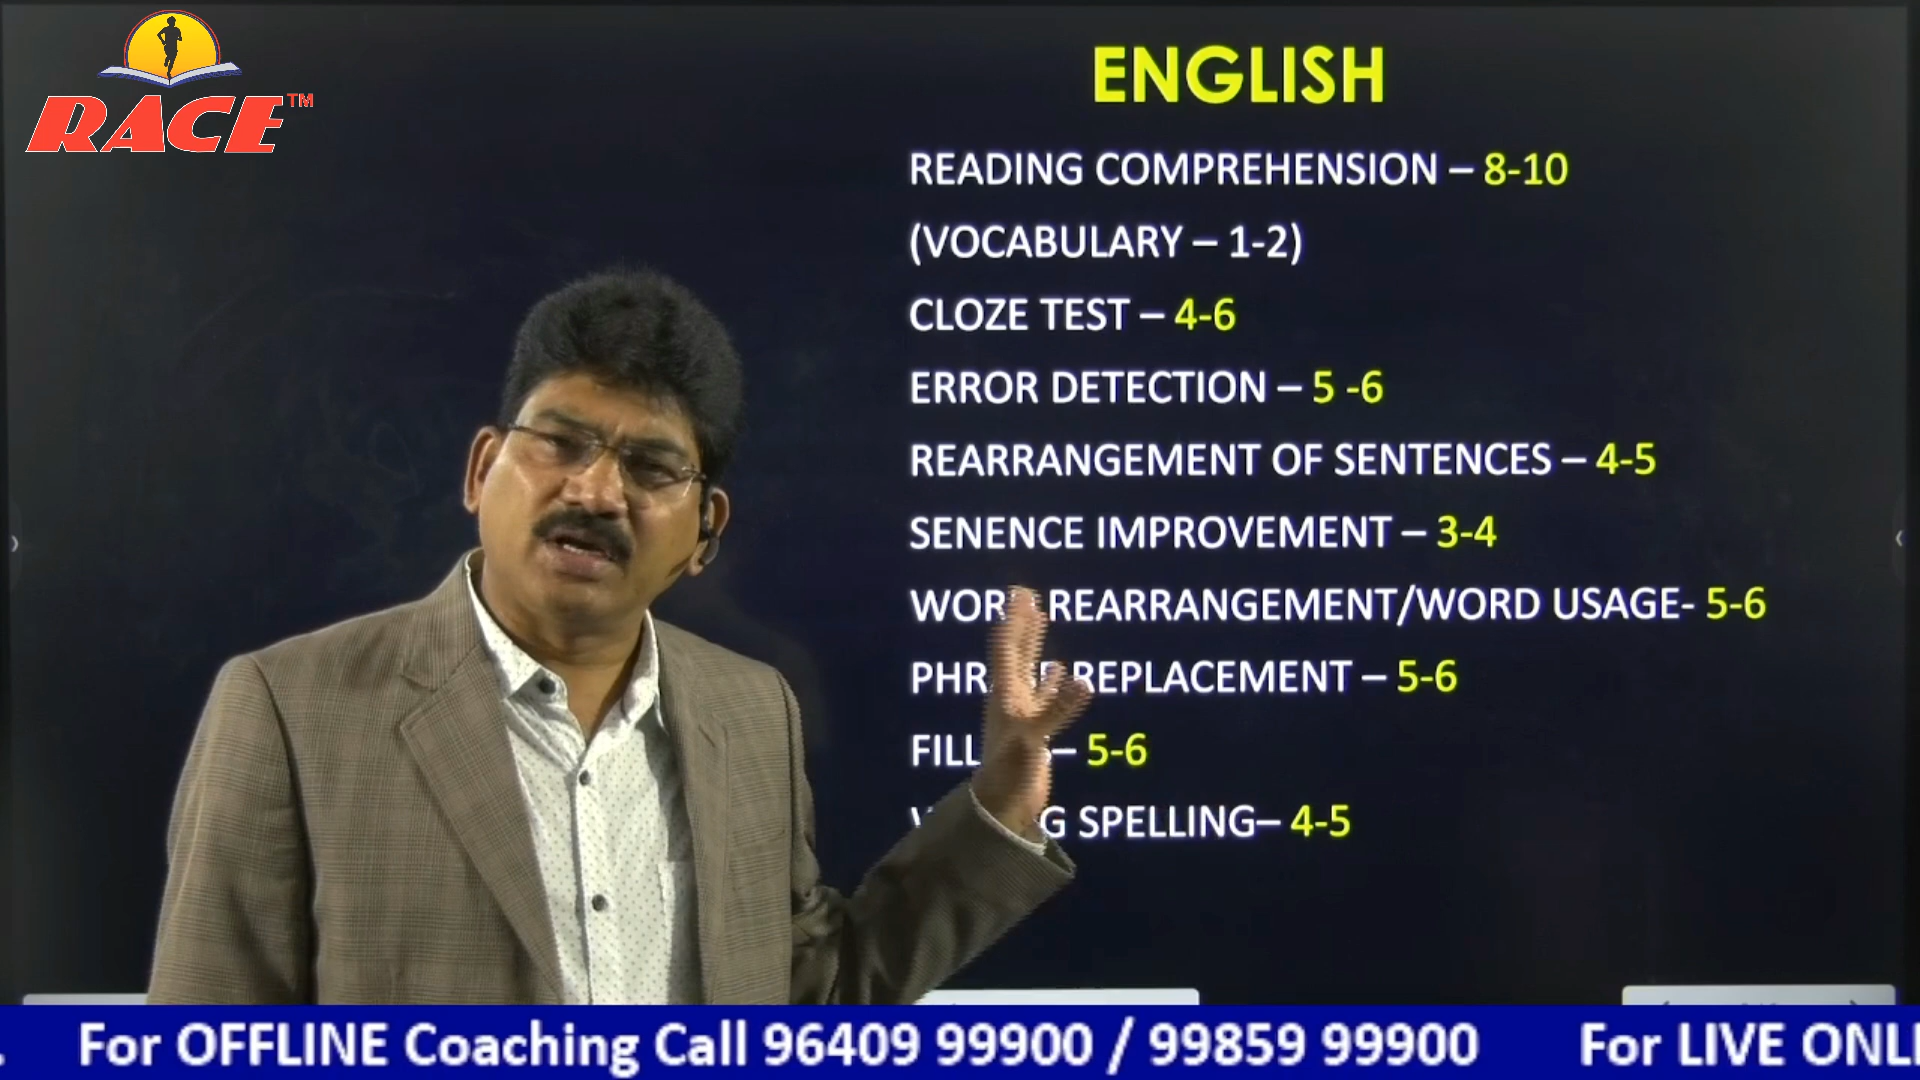 RACE™
ENGLISH
READING COMPREHENSION – 8-10
(VOCABULARY – 1-2)
CLOZE TEST – 4-6
ERROR DETECTION – 5 -6
REARRANGEMENT OF SENTENCES – 4-5
SENENCE IMPROVEMENT – 3-4
REARRANGEMENT/WORD USAGE- 5-6
REPLACEMENT – 5-6
– 5-6
SPELLING– 4-5
For OFFLINE Coaching Call 96409 99900 / 99859 99900 For LIVE